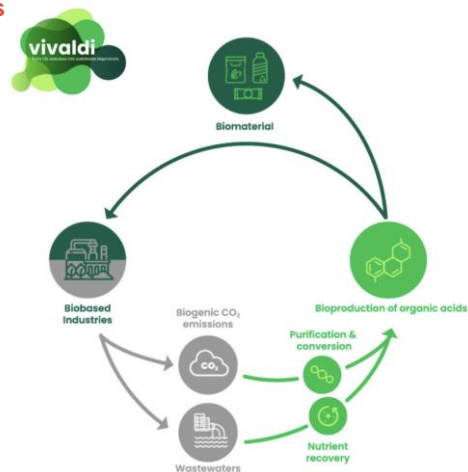 s
vivaldi
Biomaterial
Biobased
Industries
Biogenic CO₂
emissions
CO₂
Wastewaters
Purification &
conversion
Nutrient
recovery
Bioproduction of organic acids